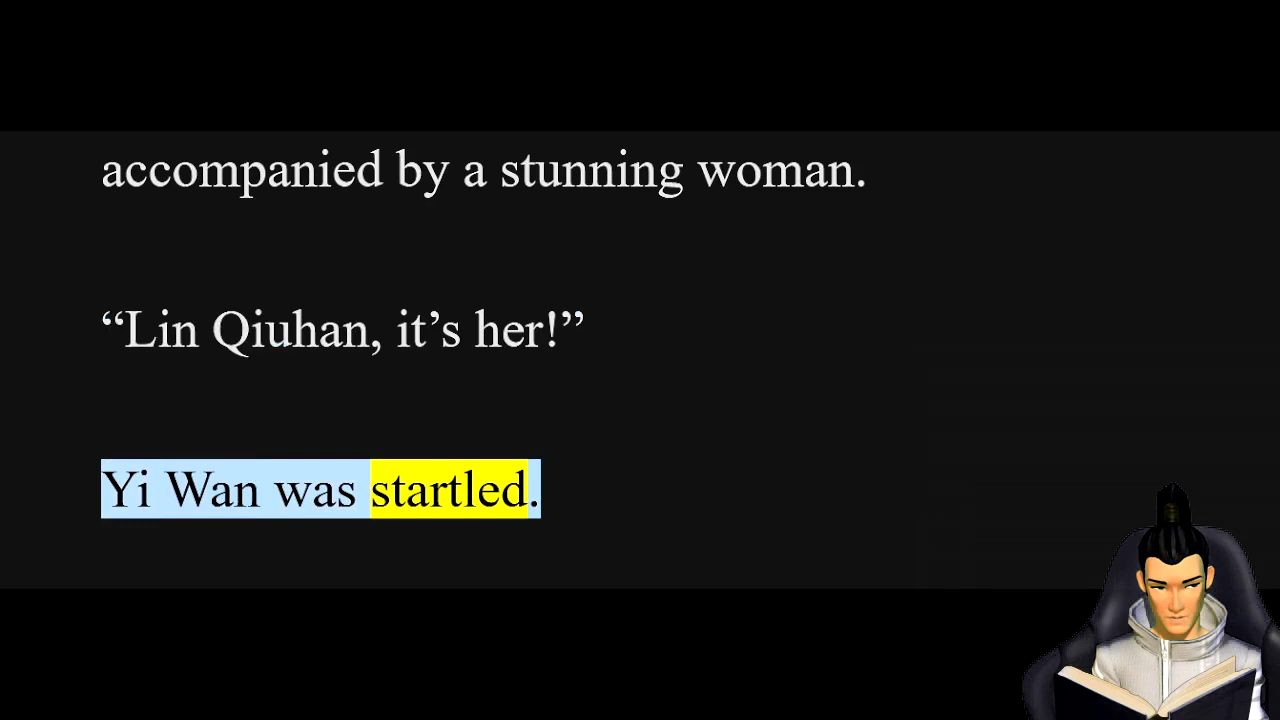 accompanied by a stunning woman.
“Lin Qiuhan, it’s her!”
Yi Wan was startled.